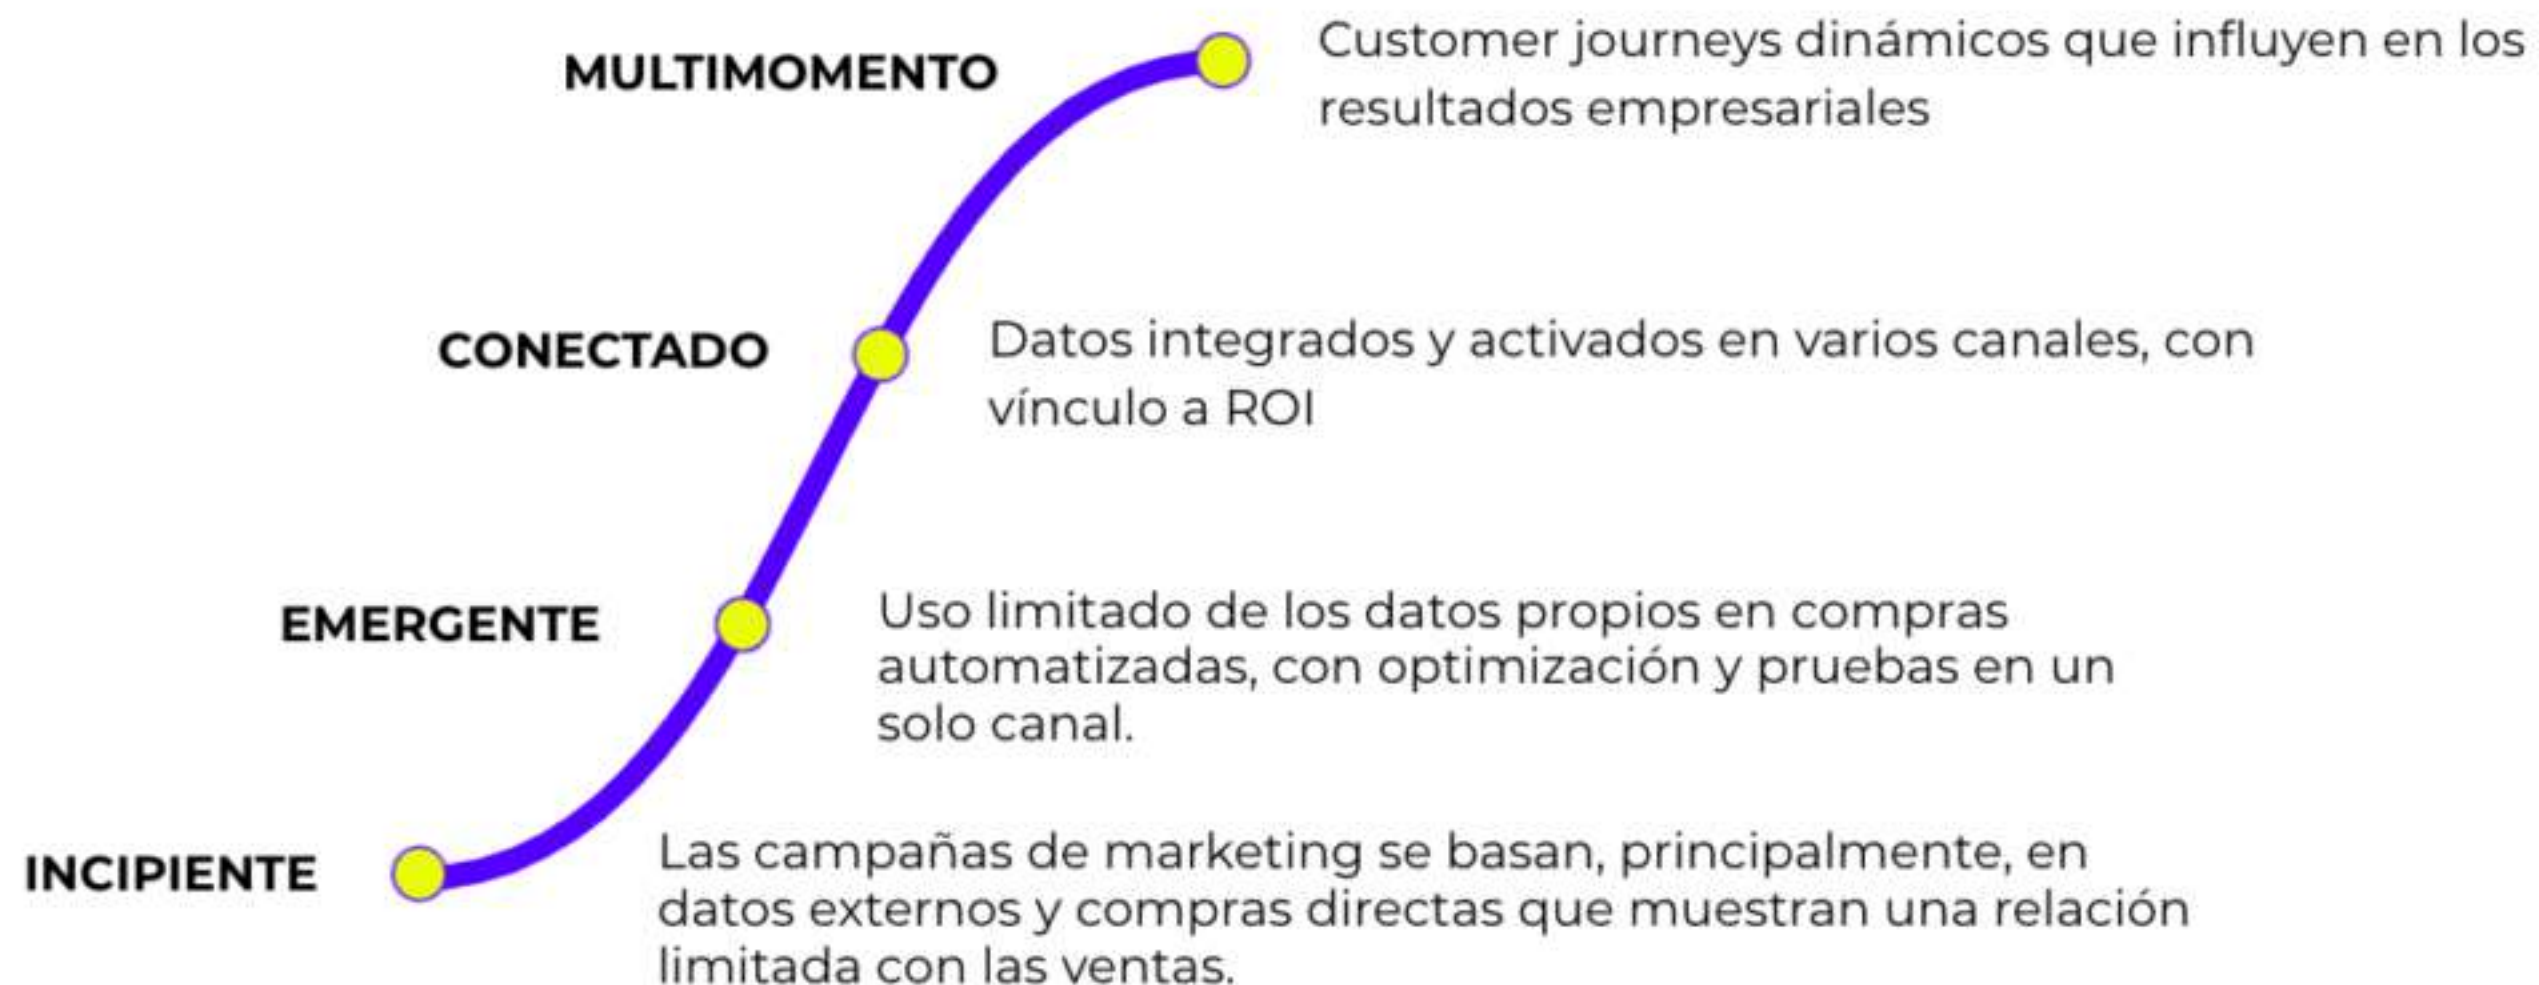 MULTIMOMENTO
Customer journeys dinámicos que influyen en los
resultados empresariales
CONECTADO
Datos integrados y activados en varios canales, con
vínculo a ROI
EMERGENTE
Uso limitado de los datos propios en compras
automatizadas, con optimización y pruebas en un
solo canal.
INCIPIENTE
Las campañas de marketing se basan, principalmente, en
datos externos y compras directas que muestran una relación
limitada con las ventas.